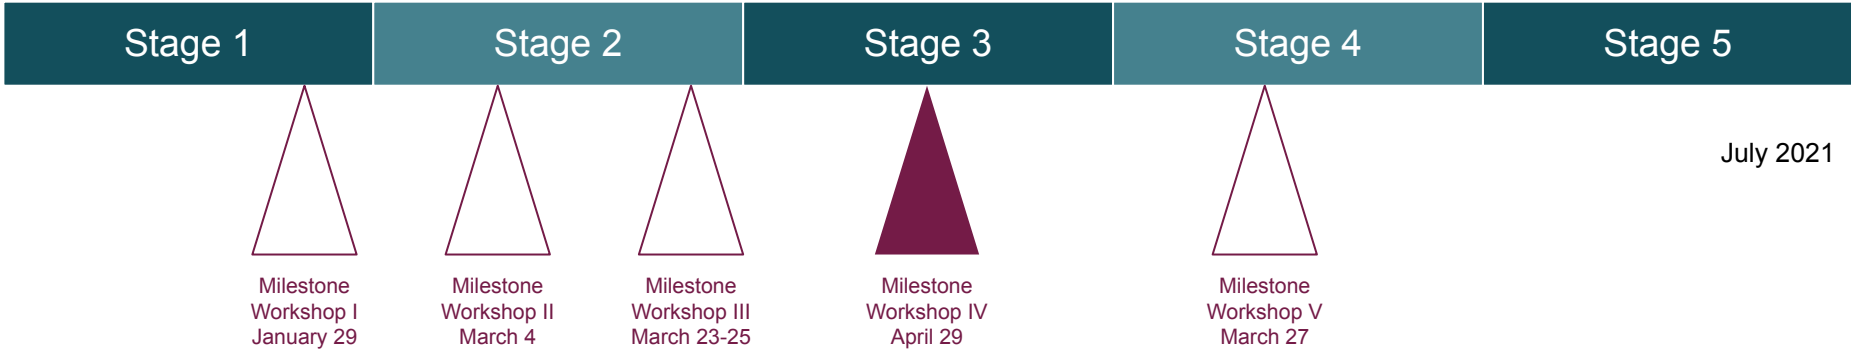 Stage 1
Stage 2
Stage 3
Stage 4
Stage 5
July 2021
Milestone
Workshop I
January 29
Milestone
Workshop II
March 4
Milestone
Workshop III
March 23-25
Milestone
Workshop IV
April 29
Milestone
Workshop V
March 27